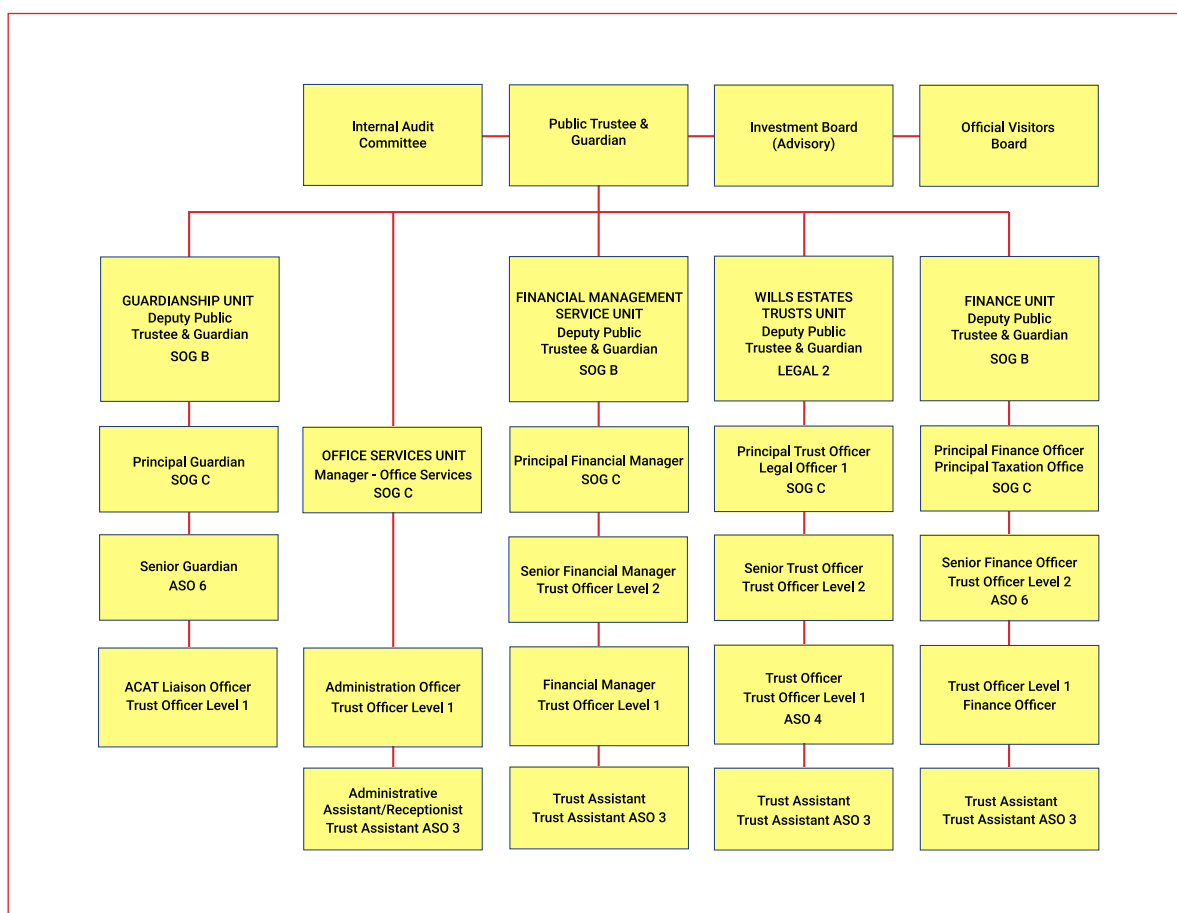 Internal Audit
Committee
Public Trustee &
Guardian
Investment Board
(Advisory)
Official Visitors
Board
GUARDIANSHIP UNIT
Deputy Public
Trustee & Guardian
SOG B
FINANCIAL MANAGEMENT
SERVICE UNIT
Deputy Public
Trustee & Guardian
SOG B
WILLS ESTATES
TRUSTS UNIT
Deputy Public
Trustee & Guardian
LEGAL 2
FINANCE UNIT
Deputy Public
Trustee & Guardian
SOG B
Principal Guardian
SOG C
OFFICE SERVICES UNIT
Manager - Office Services
SOG C
Principal Financial Manager
SOG C
Principal Trust Officer
Legal Officer 1
SOG C
Principal Finance Officer
Principal Taxation Office
SOG C
Senior Guardian
ASO 6
Senior Financial Manager
Trust Officer Level 2
Senior Trust Officer
Trust Officer Level 2
Senior Finance Officer
Trust Officer Level 2
ASO 6
ACAT Liaison Officer
Trust Officer Level 1
Administration Officer
Trust Officer Level 1
Financial Manager
Trust Officer Level 1
Trust Officer
Trust Officer Level 1
ASO 4
Trust Officer Level 1
Finance Officer
Administrative
Assistant/Receptionist
Trust Assistant ASO 3
Trust Assistant
Trust Assistant ASO 3
Trust Assistant
Trust Assistant ASO 3
Trust Assistant
Trust Assistant ASO 3